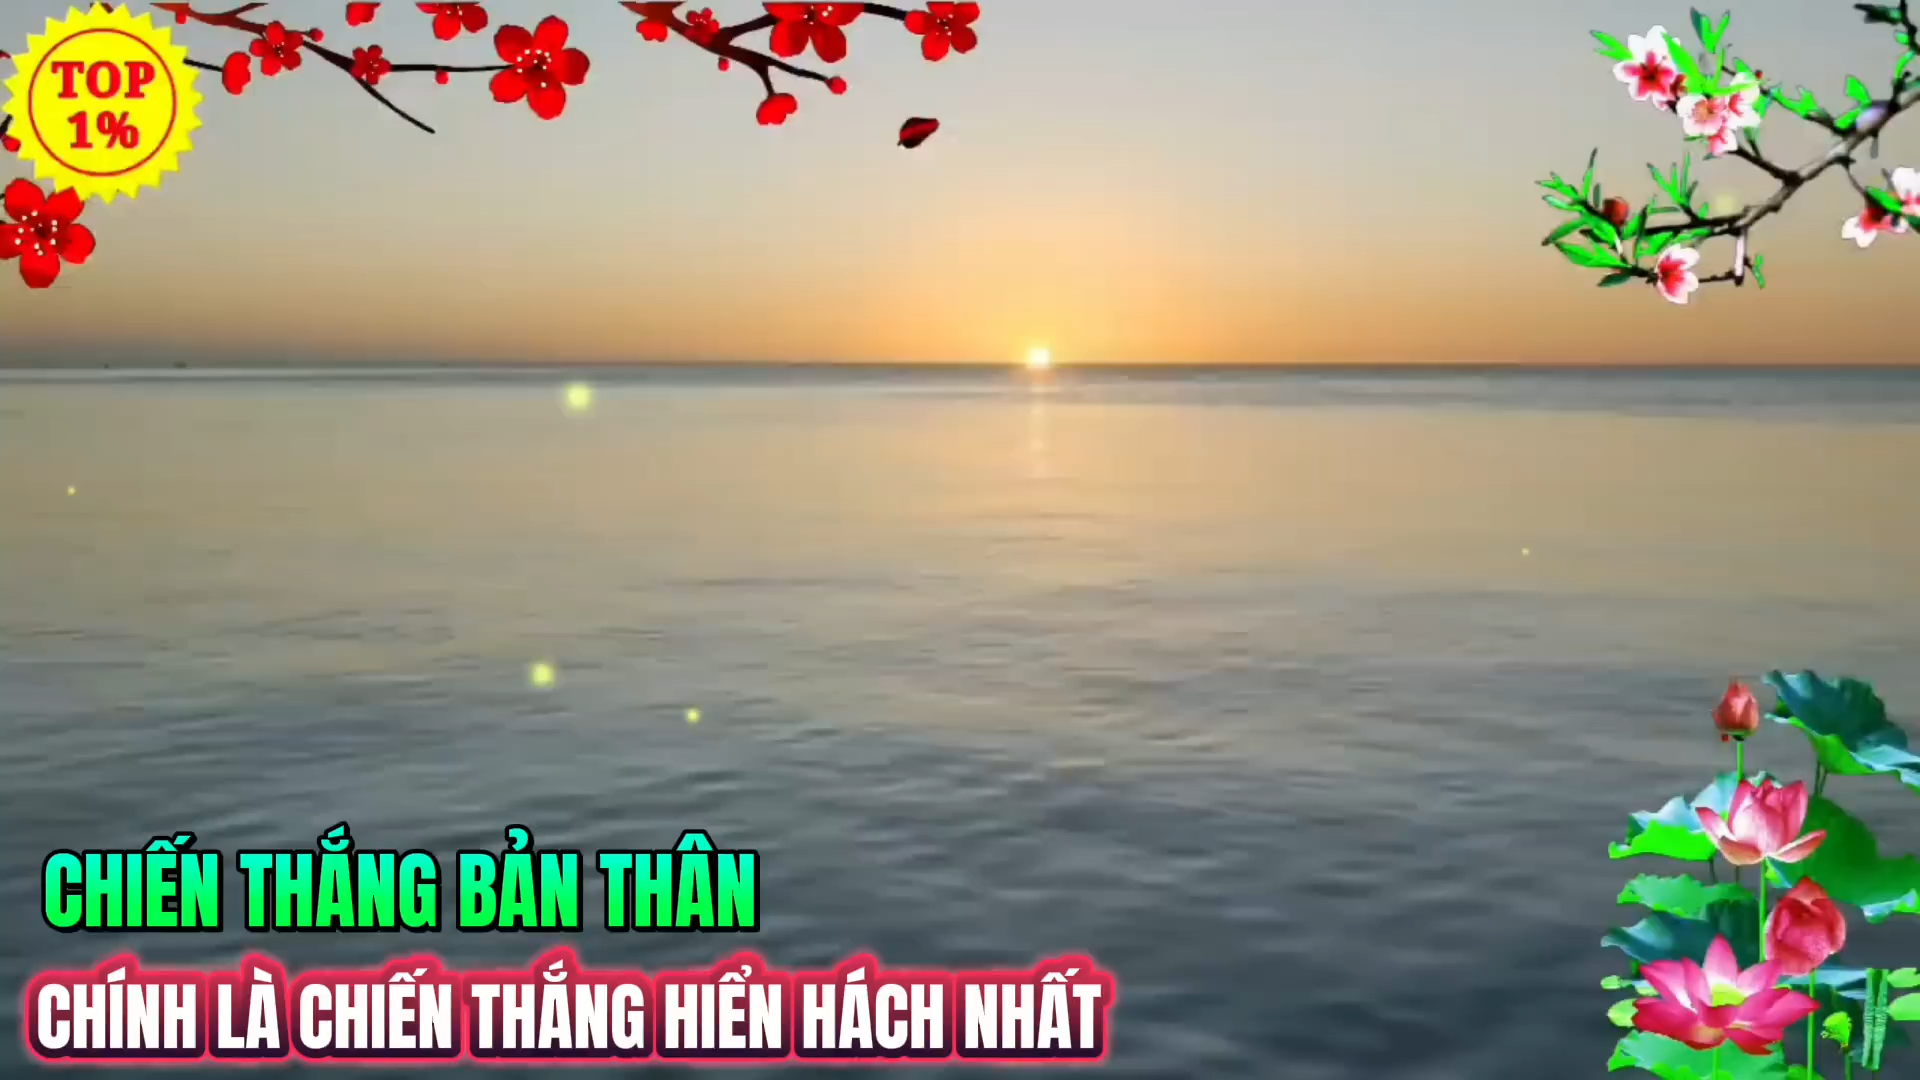 TOP
1%
CHIẾN THẮNG BẢN THÂN
CHÍNH LÀ CHIẾN THẮNG HIỂN HÁCH NHẤT